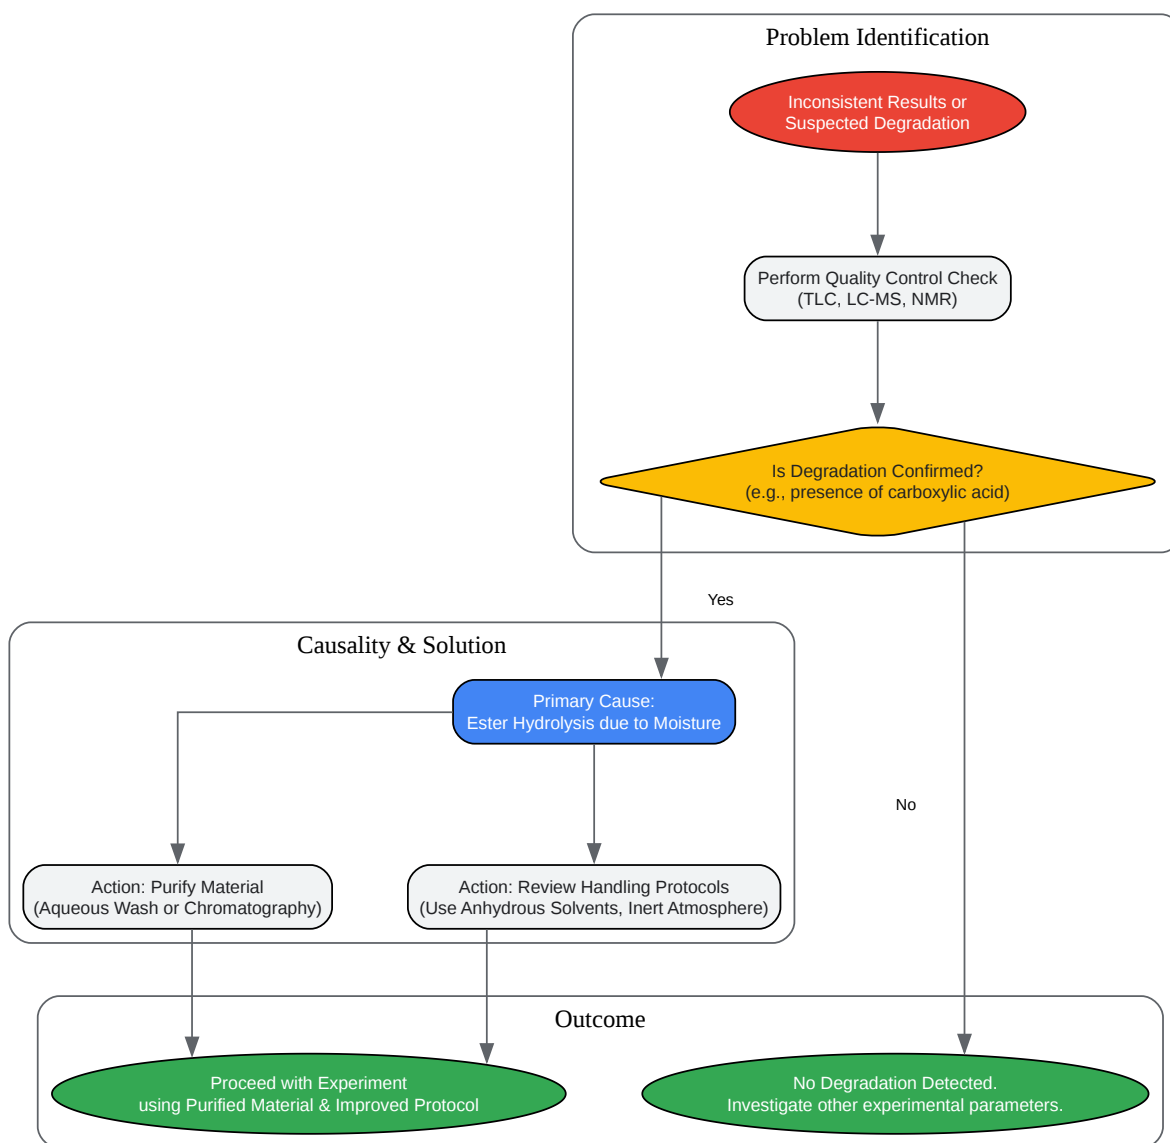 Problem Identification
Inconsistent Results or
Suspected Degradation
Perform Quality Control Check
(TLC, LC-MS, NMR)
Is Degradation Confirmed?
(e.g., presence of carboxylic acid)
Yes
No
Causality & Solution
Primary Cause:
Ester Hydrolysis due to Moisture
Action: Purify Material
(Aqueous Wash or Chromatography)
Action: Review Handling Protocols
(Use Anhydrous Solvents, Inert Atmosphere)
Outcome
Proceed with Experiment
using Purified Material & Improved Protocol
No Degradation Detected.
Investigate other experimental parameters.